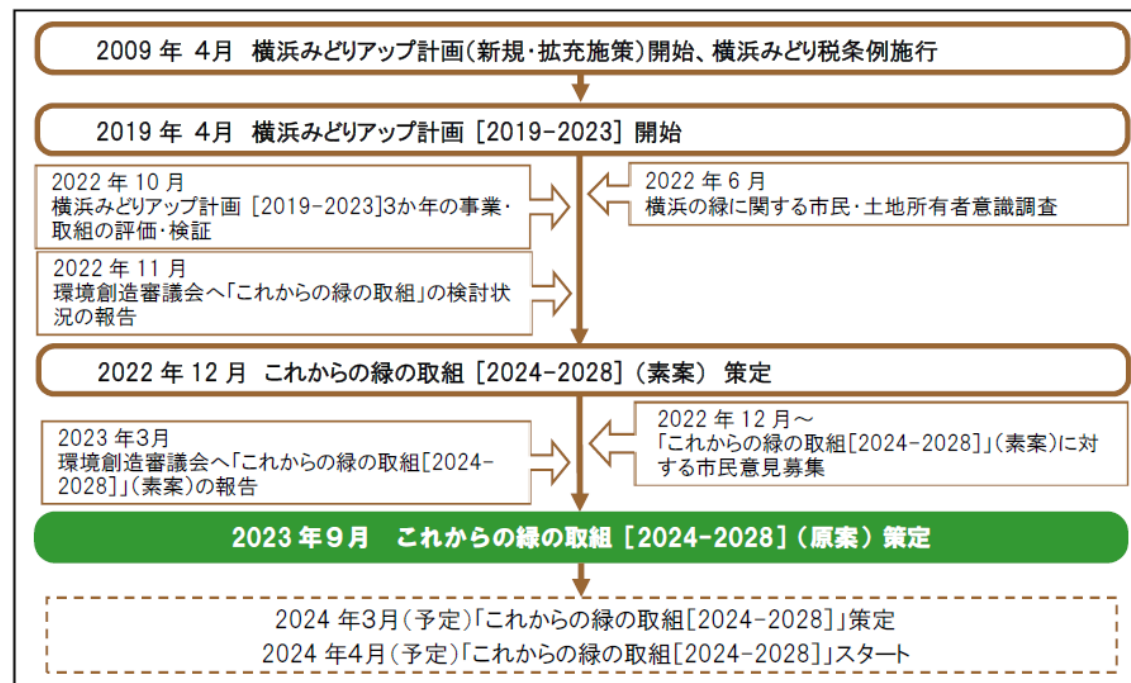 2009 年 4月 横浜みどりアップ計画(新規・拡充施策)開始、横浜みどり税条例施行
2019 年 4月 横浜みどりアップ計画 [2019-2023] 開始
2022 年 10 月
横浜みどりアップ計画 [2019-2023]3か年の事業・
取組の評価・検証
2022 年 6 月
横浜の緑に関する市民・土地所有者意識調査
2022 年 11 月
環境創造審議会へ「これからの緑の取組」の検討状
況の報告
2022 年 12 月 これからの緑の取組 [2024-2028] (素案) 策定
2022 年 12 月~
「これからの緑の取組[2024-2028]」(素案)に対
する市民意見募集
2023 年3月
環境創造審議会へ「これからの緑の取組[2024-
2028]」(素案)の報告
2023 年9月 これからの緑の取組 [2024-2028] (原案) 策定
2024 年3月(予定)「これからの緑の取組[2024-2028]」策定
2024 年4月(予定)「これからの緑の取組[2024-2028]」スタート